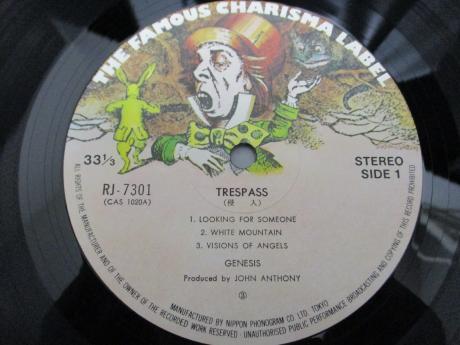 THE FAMOUS CHARISMA LABEL
33 1/3
STEREO
SIDE 1
RJ-7301
(CAS 1020A)
TRESPASS
(侵 入)
1. LOOKING FOR SOMEONE
2. WHITE MOUNTAIN
3. VISIONS OF ANGELS
GENESIS
Produced by JOHN ANTHONY
ALL RIGHTS OF THE MANUFACTURER AND OF THE OWNER OF THE RECORDED WORK RESERVED · UNAUTHORISED PUBLIC PERFORMANCE BROADCASTING AND COPYING OF THIS RECORD PROHIBITED
MANUFACTURED BY NIPPON PHONOGRAM CO LTD. TOKYO